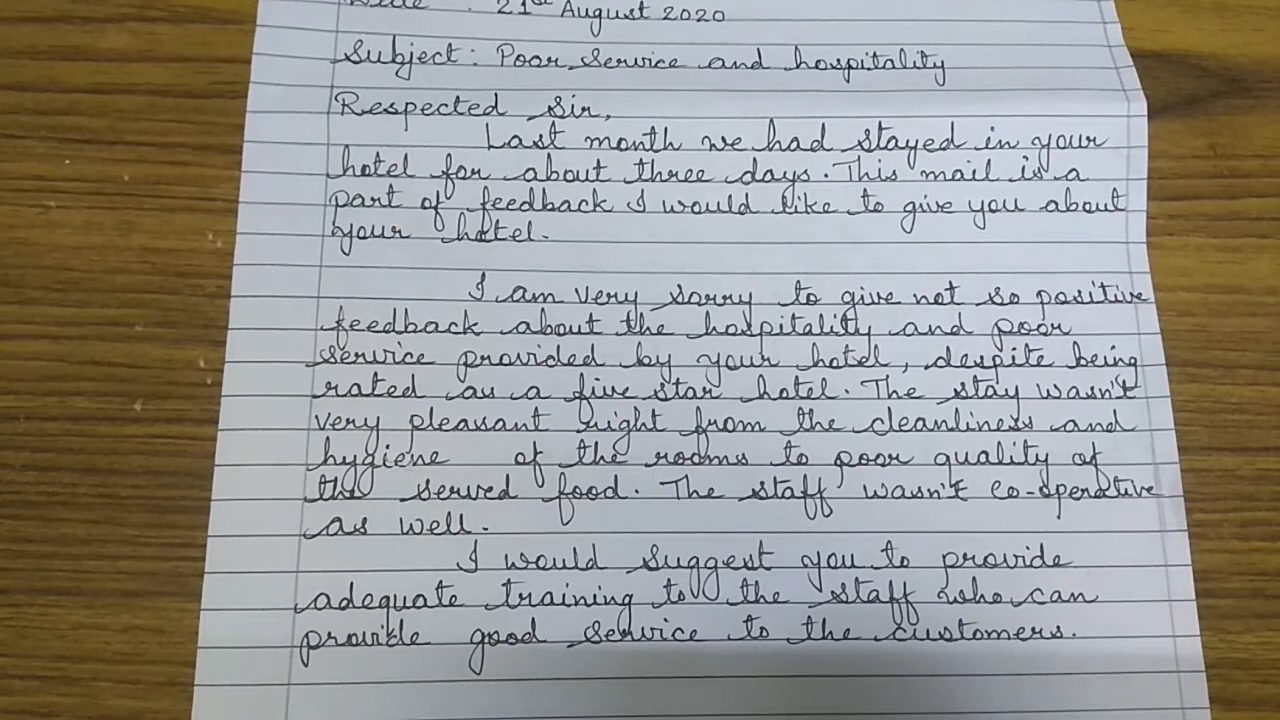 Date : 21st August 2020
Subject : Poor service and hospitality
Respected Sir,
Last month we had stayed in your
hotel for about three days. This mail is a
part of feedback I would like to give you about
your hotel.
I am very sorry to give not so positive
feedback about the hospitality and poor
service provided by your hotel, despite being
rated as a five star hotel. The stay wasn't
very pleasant right from the cleanliness and
hygiene of the rooms to poor quality of
the served food. The staff wasn't co-operative
as well.
I would suggest you to provide
adequate training to the staff who can
provide good service to the customers.